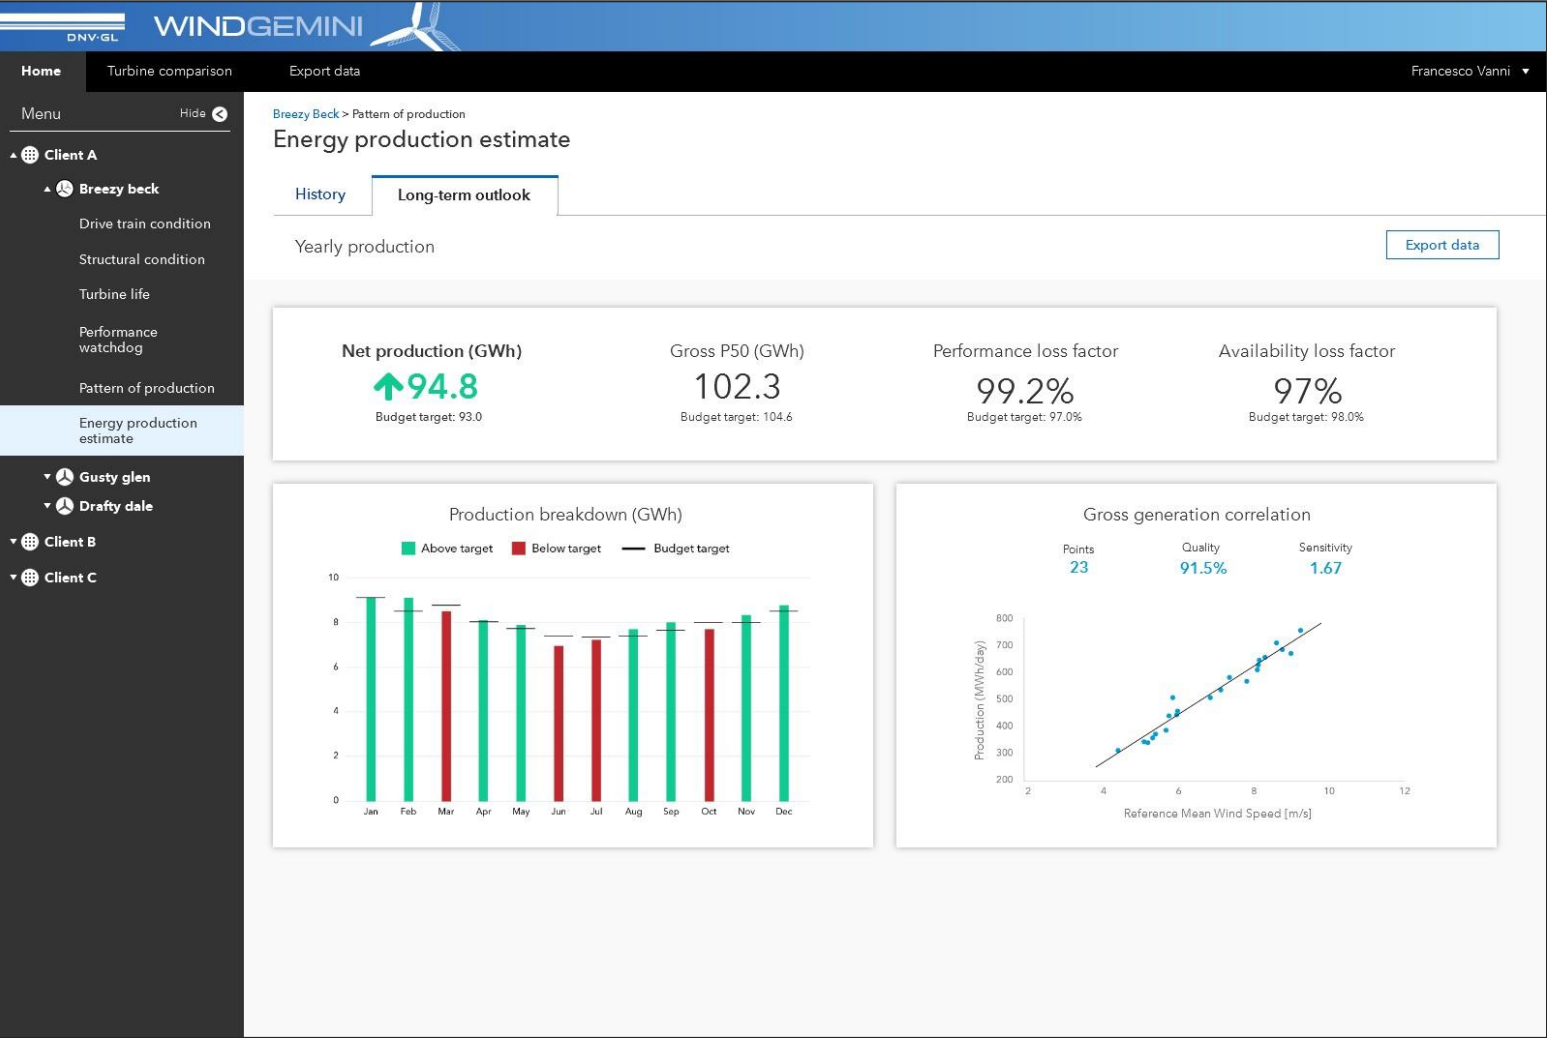 DNV·GL
WINDGEMINI
Home Turbine comparison Export data Francesco Vanni
Menu Hide
Client A
Breezy beck
Drive train condition
Structural condition
Turbine life
Performance
watchdog
Pattern of production
Energy production
estimate
Gusty glen
Drafty dale
Client B
Client C
Breezy Beck > Pattern of production
Energy production estimate
History Long-term outlook
Yearly production Export data
Net production (GWh)
94.8
Budget target: 93.0
Gross P50 (GWh)
102.3
Budget target: 104.6
Performance loss factor
99.2%
Budget target: 97.0%
Availability loss factor
97%
Budget target: 98.0%
Production breakdown (GWh)
Above target Below target Budget target
10
8
6
4
2
0
Jan Feb Mar Apr May Jun Jul Aug Sep Oct Nov Dec
Gross generation correlation
Points Quality Sensitivity
23 91.5% 1.67
Production (MWh/day)
800
700
600
500
400
300
200
2 4 6 8 10 12
Reference Mean Wind Speed [m/s]